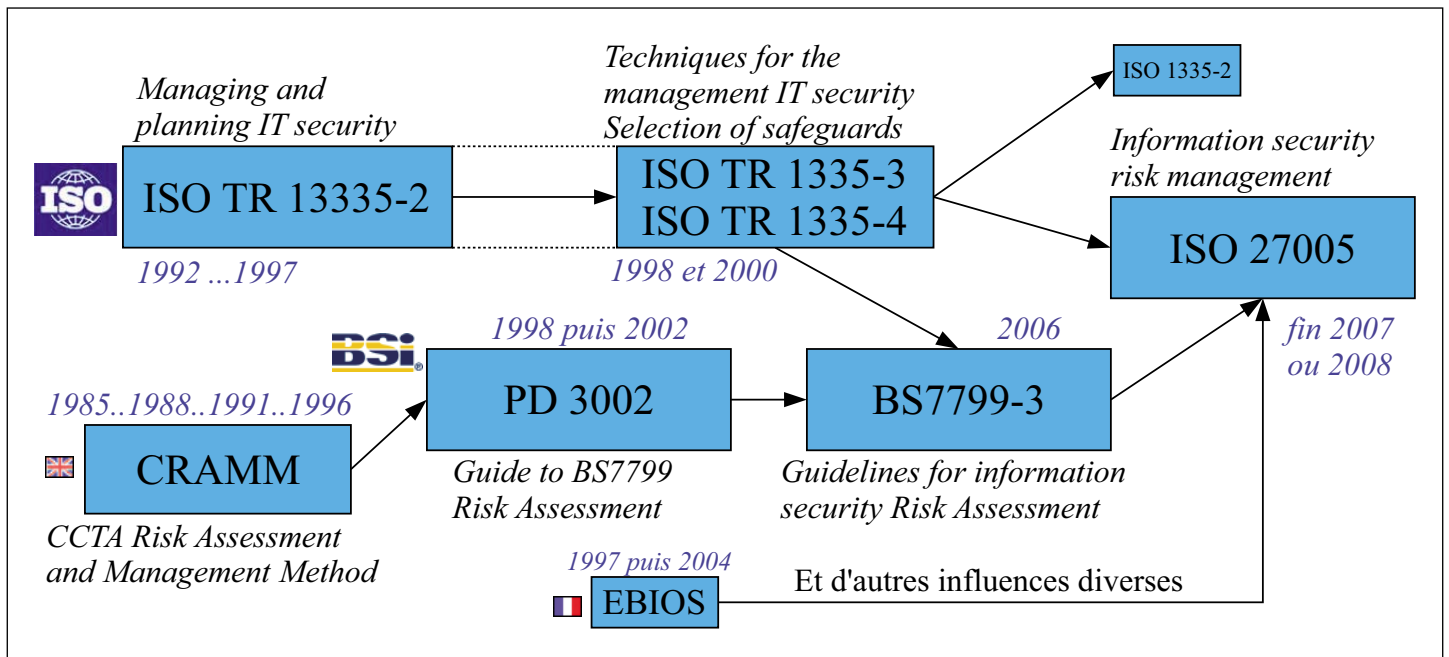 Managing and
planning IT security
ISO
ISO TR 13335-2
1992 ...1997
Techniques for the
management IT security
Selection of safeguards
ISO TR 1335-3
ISO TR 1335-4
1998 et 2000
ISO 1335-2
Information security
risk management
ISO 27005
fin 2007
ou 2008
BSi®
1998 puis 2002
PD 3002
Guide to BS7799
Risk Assessment
2006
BS7799-3
Guidelines for information
security Risk Assessment
1985..1988..1991..1996
CRAMM
CCTA Risk Assessment
and Management Method
1997 puis 2004
EBIOS
Et d'autres influences diverses